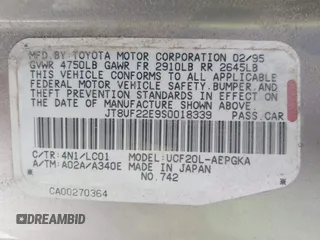 MFD.BY TOYOTA MOTOR CORPORATION 02/95
GVWR 4750LB GAWR FR 2910LB RR 2645LB
THIS VEHICLE CONFORMS TO ALL APPLICABLE
FEDERAL MOTOR VEHICLE SAFETY, BUMPER, AND
THEFT PREVENTION STANDARDS IN EFFECT ON
THE DATE OF MANUFACTURE SHOWN ABOVE.
JT8UF22E9S0018339 PASS.CAR
C/TR:4N1/LC01 MODEL:UCF20L-AEPGKA
A/TM:A02A/A340E MADE IN JAPAN
NO.742
CA00270364